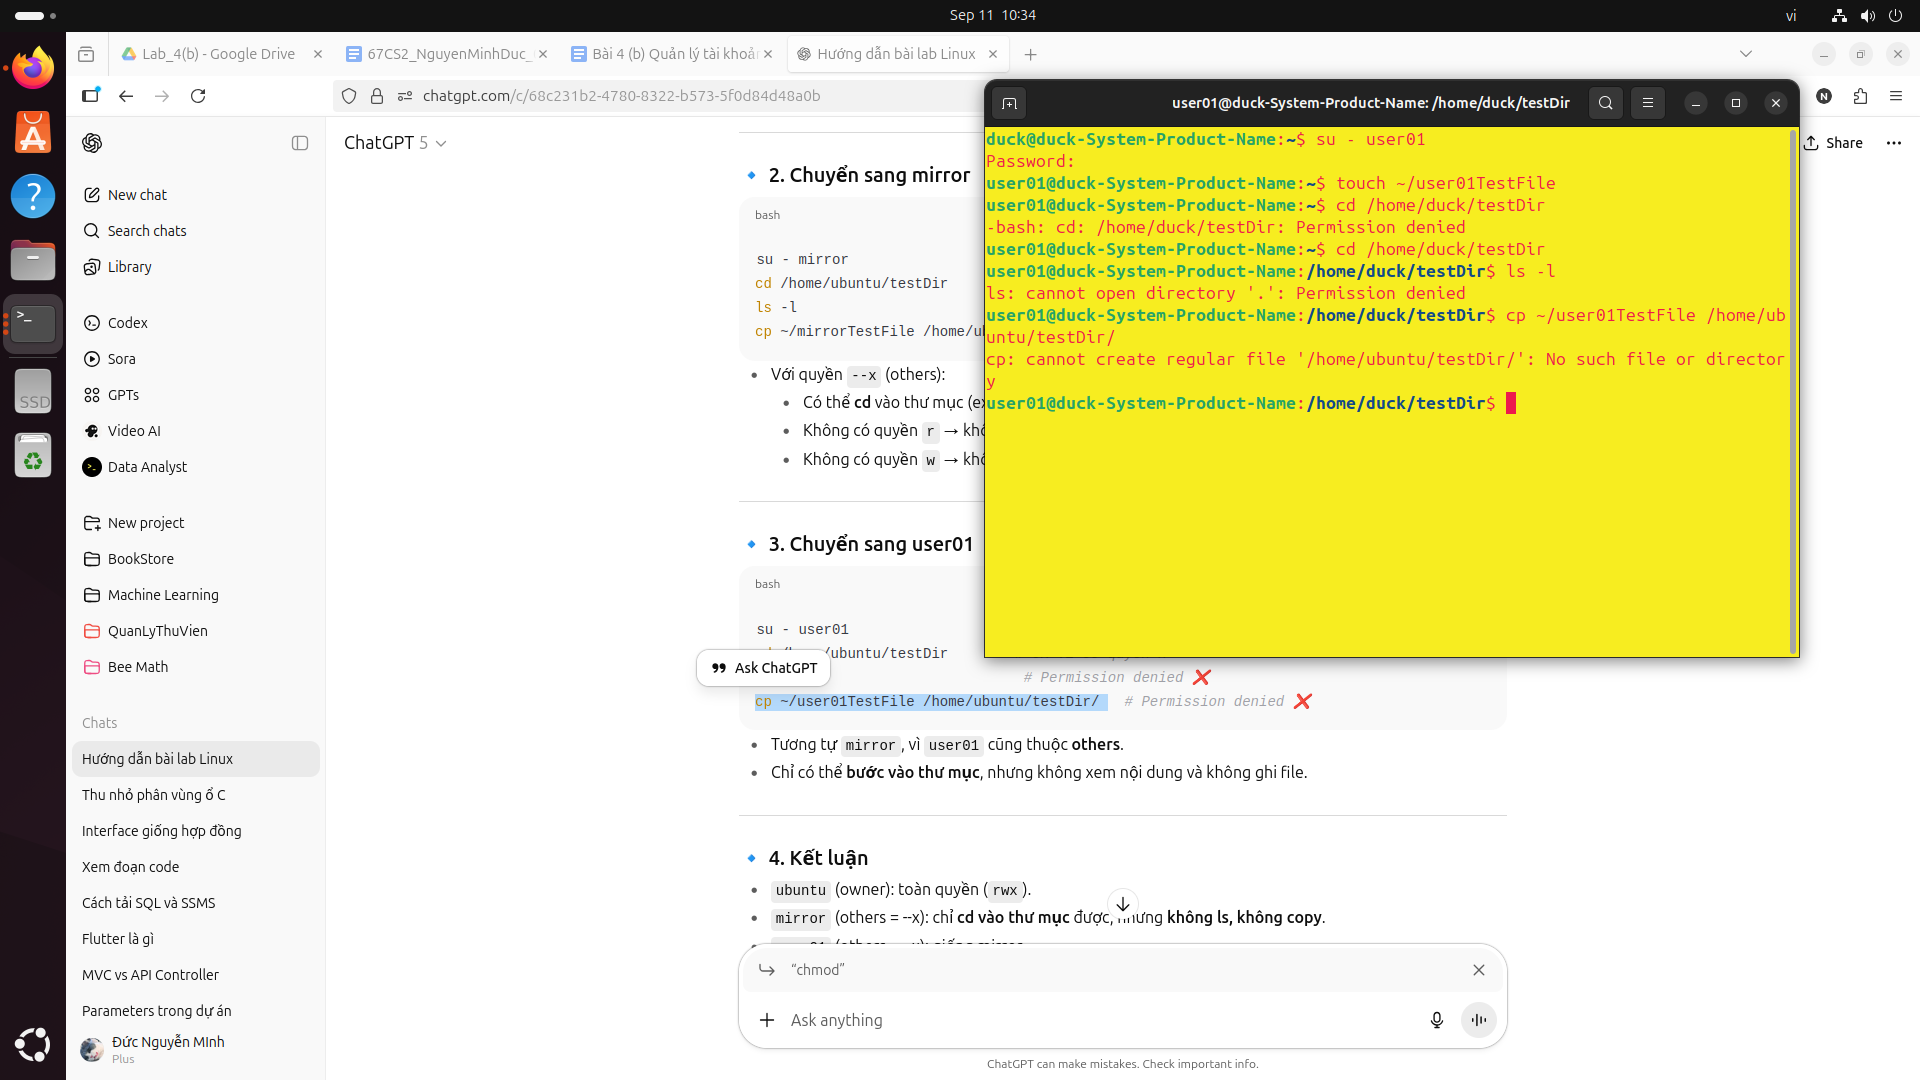 Sep 11 10:34
vi
Lab_4(b) - Google Drive
67CS2_NguyenMinhDuc_
Bài 4 (b) Quản lý tài khoả
Hướng dẫn bài lab Linux
chatgpt.com/c/68c231b2-4780-8322-b573-5f0d84d48a0b
N
SSD
ChatGPT 5
Share
New chat
Search chats
Library
Codex
Sora
GPTs
Video AI
Data Analyst
New project
BookStore
Machine Learning
QuanLyThuVien
Bee Math
Chats
Hướng dẫn bài lab Linux
Thu nhỏ phân vùng ổ C
Interface giống hợp đồng
Xem đoạn code
Cách tải SQL và SSMS
Flutter là gì
MVC vs API Controller
Parameters trong dự án
Đức Nguyễn MInh
Plus
2. Chuyển sang mirror
bash
su - mirror
cd /home/ubuntu/testDir
ls -l
cp ~/mirrorTestFile /home/u
Với quyền --x (others):
Có thể cd vào thư mục (e
Không có quyền r →
Không có quyền w →
3. Chuyển sang user01
bash
su - user01
/ubuntu/testDir
# Permission denied ❌
cp ~/user01TestFile /home/ubuntu/testDir/ # Permission denied ❌
Ask ChatGPT
Tương tự mirror, vì user01 cũng thuộc others.
Chỉ có thể bước vào thư mục, nhưng không xem nội dung và không ghi file.
4. Kết luận
ubuntu (owner): toàn quyền (rwx).
mirror (others = --x): chỉ cd vào thư mục được, nhưng không ls, không copy.
“chmod”
Ask anything
ChatGPT can make mistakes. Check important info.
user01@duck-System-Product-Name: /home/duck/testDir
duck@duck-System-Product-Name:~$ su - user01
Password:
user01@duck-System-Product-Name:~$ touch ~/user01TestFile
user01@duck-System-Product-Name:~$ cd /home/duck/testDir
-bash: cd: /home/duck/testDir: Permission denied
user01@duck-System-Product-Name:~$ cd /home/duck/testDir
user01@duck-System-Product-Name:/home/duck/testDir$ ls -l
ls: cannot open directory '.': Permission denied
user01@duck-System-Product-Name:/home/duck/testDir$ cp ~/user01TestFile /home/ub
untu/testDir/
cp: cannot create regular file '/home/ubuntu/testDir/': No such file or director
y
user01@duck-System-Product-Name:/home/duck/testDir$